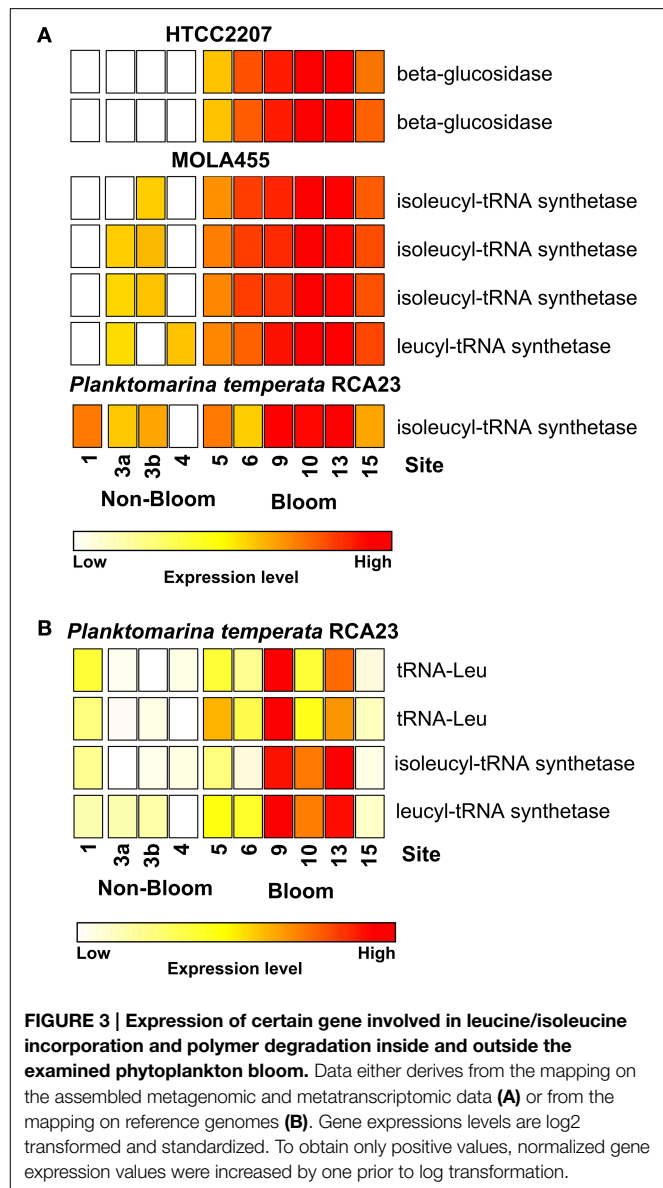 A
HTCC2207
beta-glucosidase
beta-glucosidase
MOLA455
isoleucyl-tRNA synthetase
isoleucyl-tRNA synthetase
isoleucyl-tRNA synthetase
leucyl-tRNA synthetase
Planktomarina temperata RCA23
isoleucyl-tRNA synthetase
1 3a 3b 4 5 6 9 10 13 15 Site
Non-Bloom Bloom
Low High
Expression level
B Planktomarina temperata RCA23
tRNA-Leu
tRNA-Leu
isoleucyl-tRNA synthetase
leucyl-tRNA synthetase
1 3a 3b 4 5 6 9 10 13 15 Site
Non-Bloom Bloom
Low High
Expression level
FIGURE 3 | Expression of certain gene involved in leucine/isoleucine
incorporation and polymer degradation inside and outside the
examined phytoplankton bloom. Data either derives from the mapping on
the assembled metagenomic and metatranscriptomic data (A) or from the
mapping on reference genomes (B). Gene expressions levels are log2
transformed and standardized. To obtain only positive values, normalized gene
expression values were increased by one prior to log transformation.